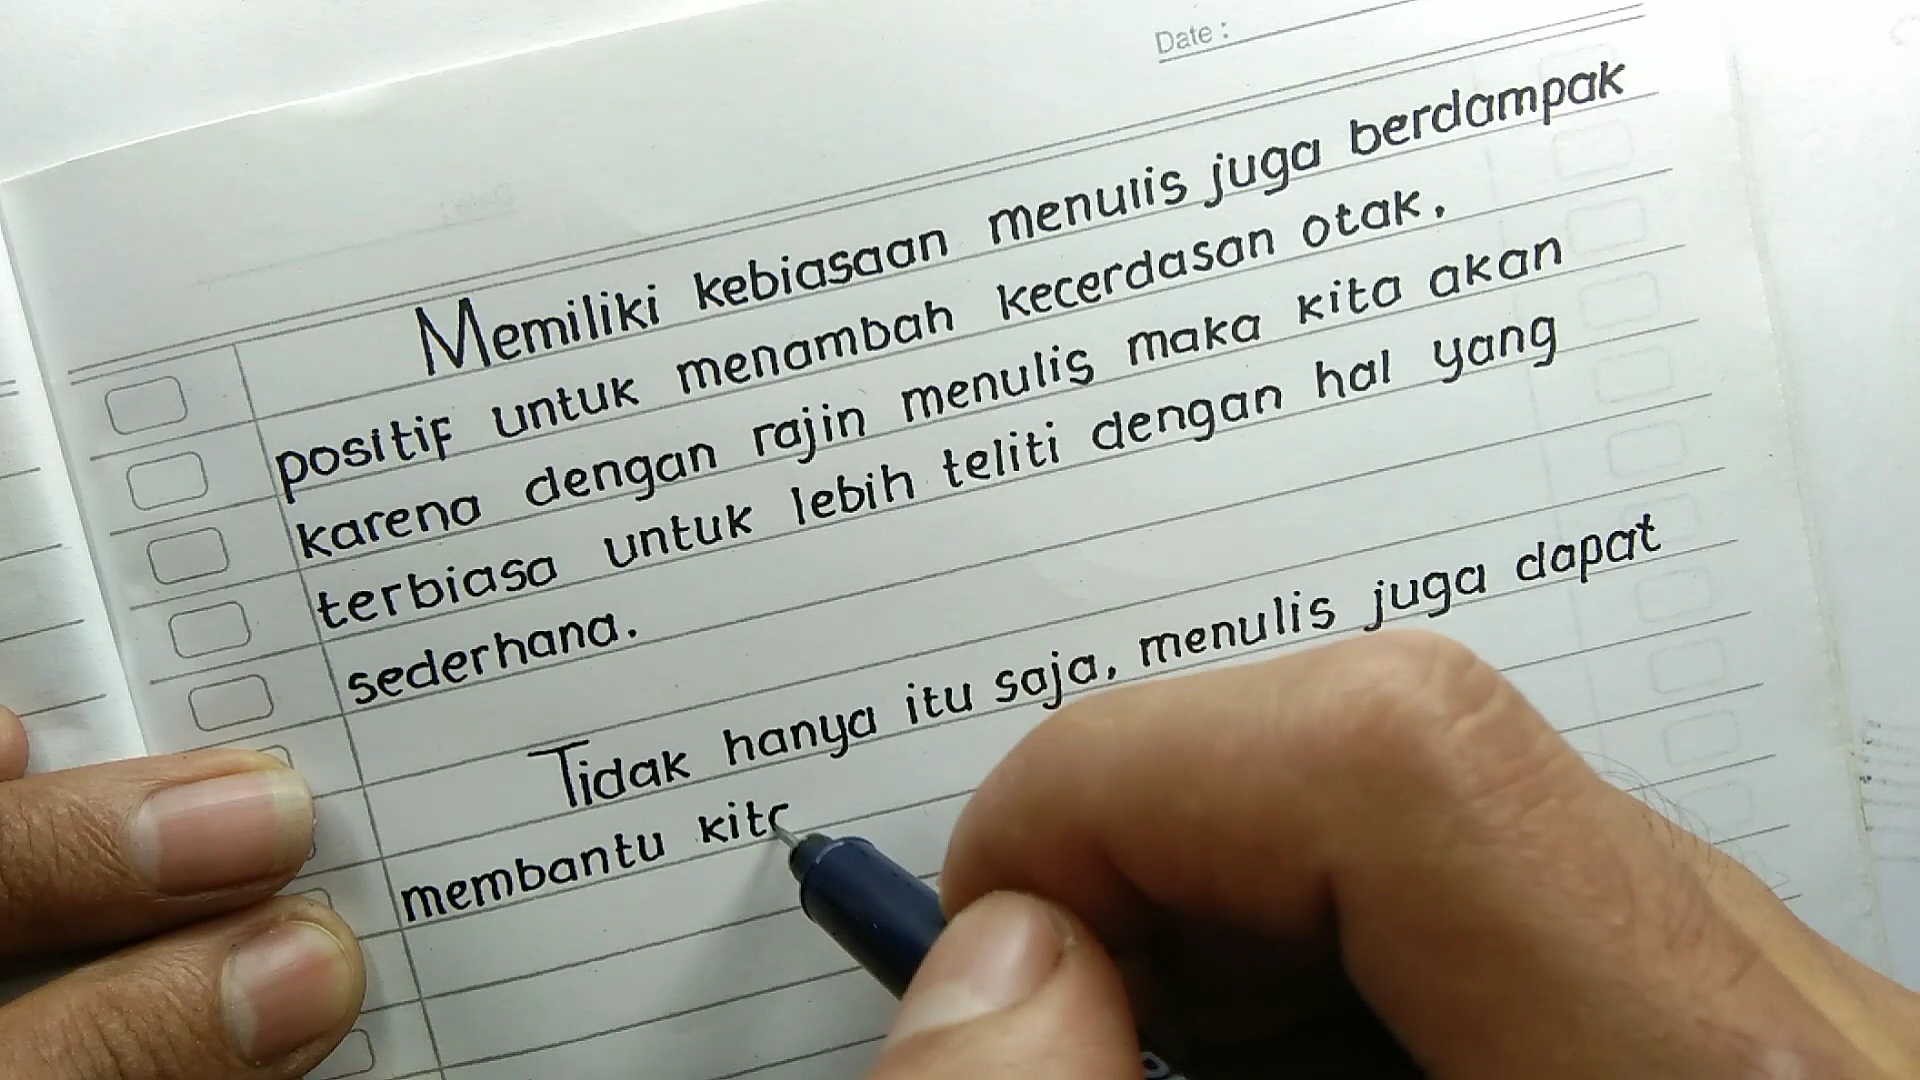 Date :
Memiliki kebiasaan menulis juga berdampak
positif untuk menambah kecerdasan otak,
karena dengan rajin menulis maka kita akan
terbiasa untuk lebih teliti dengan hal yang
sederhana.
Tidak hanya itu saja, menulis juga dapat
membantu kita